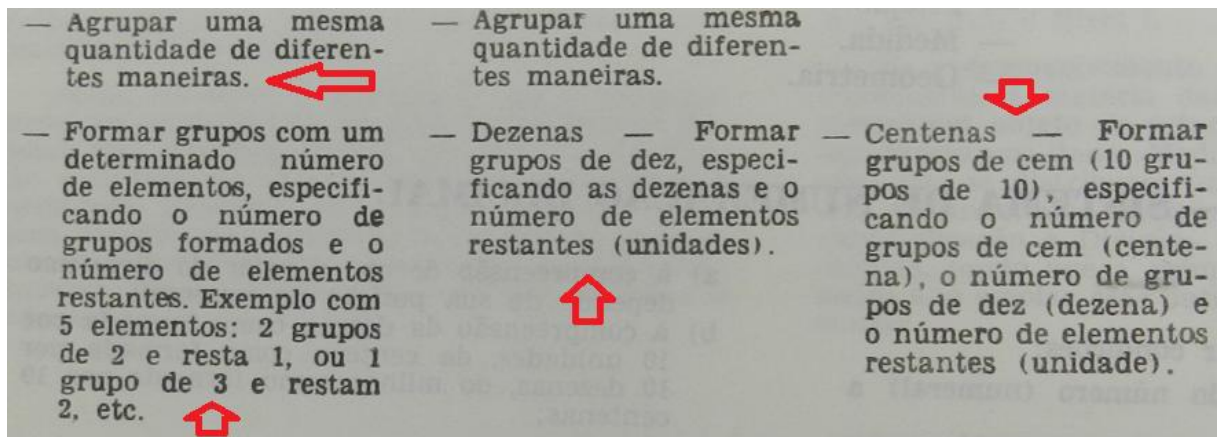 — Agrupar uma mesma
quantidade de diferen-
tes maneiras.
— Formar grupos com um
determinado número
de elementos, especifi-
cando o número de
grupos formados e o
número de elementos
restantes. Exemplo com
5 elementos: 2 grupos
de 2 e resta 1, ou 1
grupo de 3 e restam
2, etc.
— Agrupar uma mesma
quantidade de diferen-
tes maneiras.
— Dezenas — Formar
grupos de dez, especi-
ficando as dezenas e o
número de elementos
restantes (unidades).
— Centenas — Formar
grupos de cem (10 gru-
pos de 10), especifi-
cando o número de
grupos de cem (cente-
na), o número de gru-
pos de dez (dezena) e
o número de elementos
restantes (unidade).